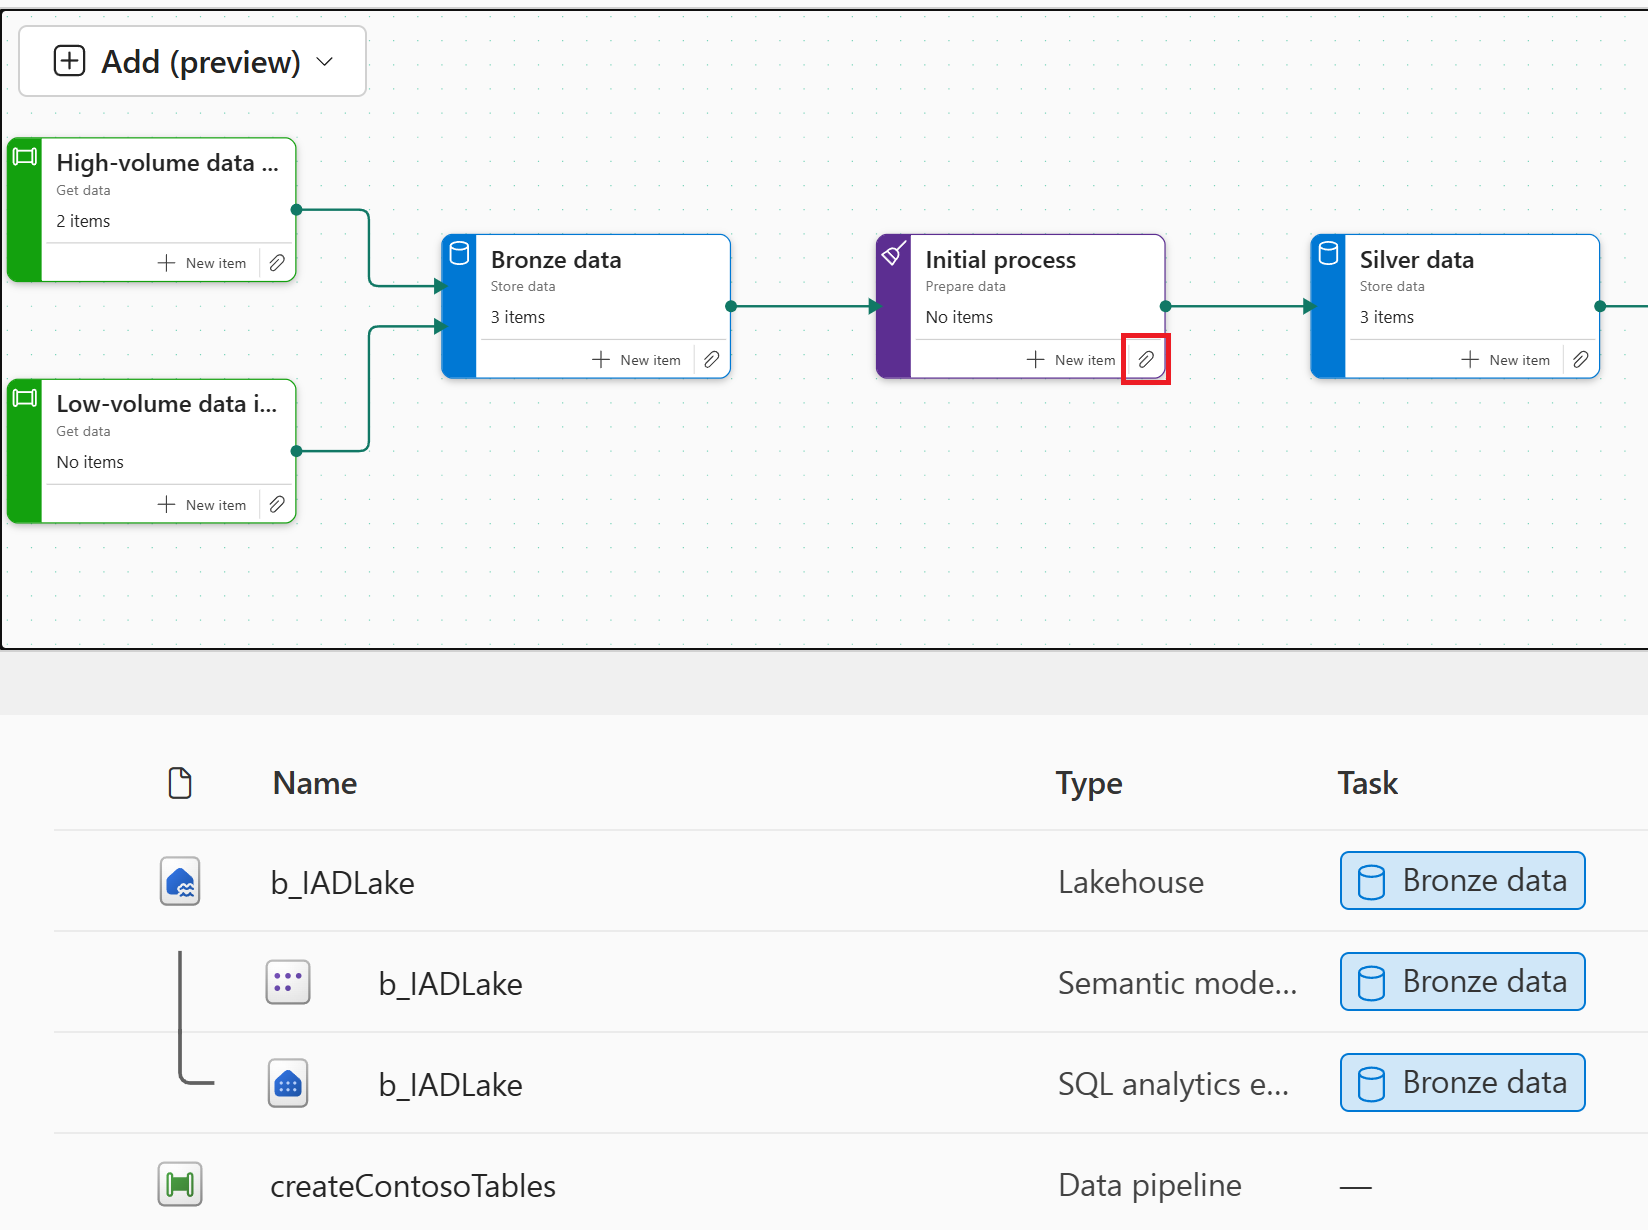 Add (preview)
High-volume data ...
Get data
2 items
New item
Low-volume data i...
Get data
No items
New item
Bronze data
Store data
3 items
New item
Initial process
Prepare data
No items
New item
Silver data
Store data
3 items
New item
Name Type Task
b_IADLake Lakehouse Bronze data
b_IADLake Semantic mode... Bronze data
b_IADLake SQL analytics e... Bronze data
createContosoTables Data pipeline —